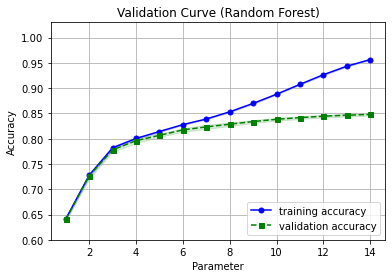 Validation Curve (Random Forest)
1.00
0.95
0.90
0.85
0.80
0.75
0.70
0.65
0.60
Accuracy
training accuracy
validation accuracy
2 4 6 8 10 12 14
Parameter